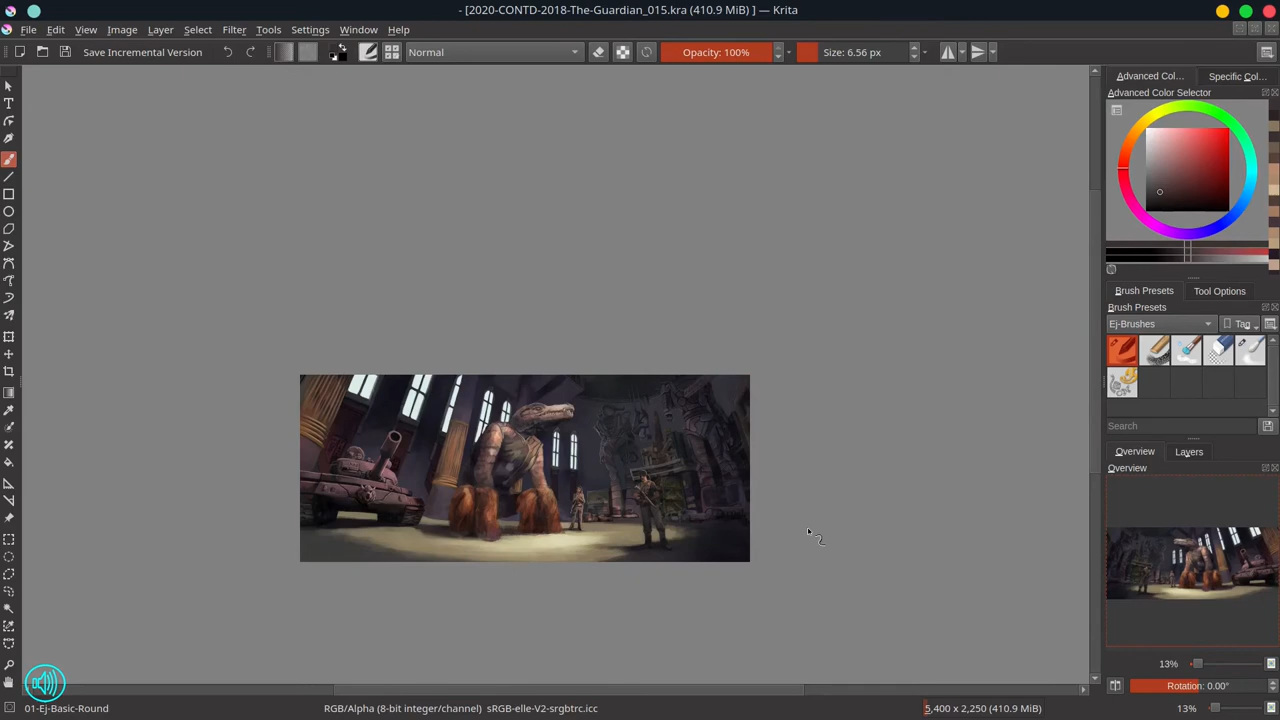 - [2020-CONTD-2018-The-Guardian_015.kra (410.9 MiB) ] — Krita
File Edit View Image Layer Select Filter Tools Settings Window Help
Save Incremental Version Normal Opacity: 100% Size: 6.56 px
Advanced Col... Specific Col...
Advanced Color Selector
Brush Presets Tool Options
Brush Presets
Ej-Brushes Tag
Search
Overview Layers
Overview
13%
Rotation: 0.00°
01-Ej-Basic-Round RGB/Alpha (8-bit integer/channel) sRGB-elle-V2-srgbtrc.icc 5,400 x 2,250 (410.9 MiB) 13%